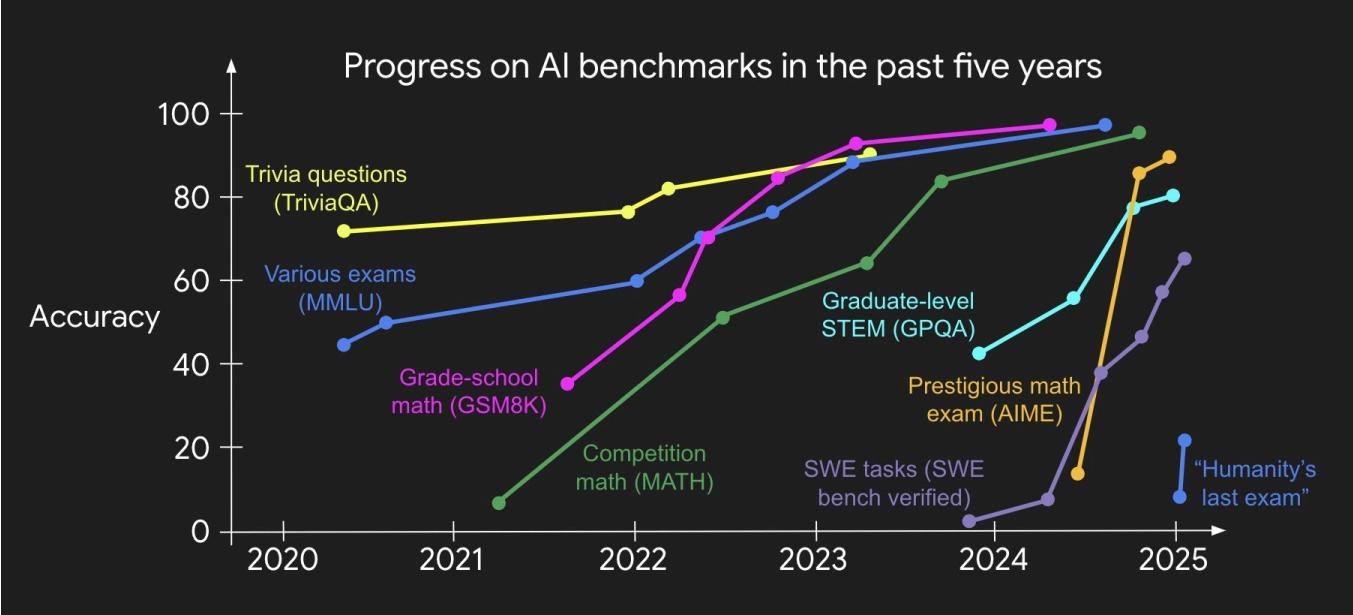 Progress on AI benchmarks in the past five years
100
80
60
40
20
0
Accuracy
Trivia questions
(TriviaQA)
Various exams
(MMLU)
Grade-school
math (GSM8K)
Competition
math (MATH)
Graduate-level
STEM (GPQA)
Prestigious math
exam (AIME)
SWE tasks (SWE
bench verified)
“Humanity’s
last exam”
2020
2021
2022
2023
2024
2025